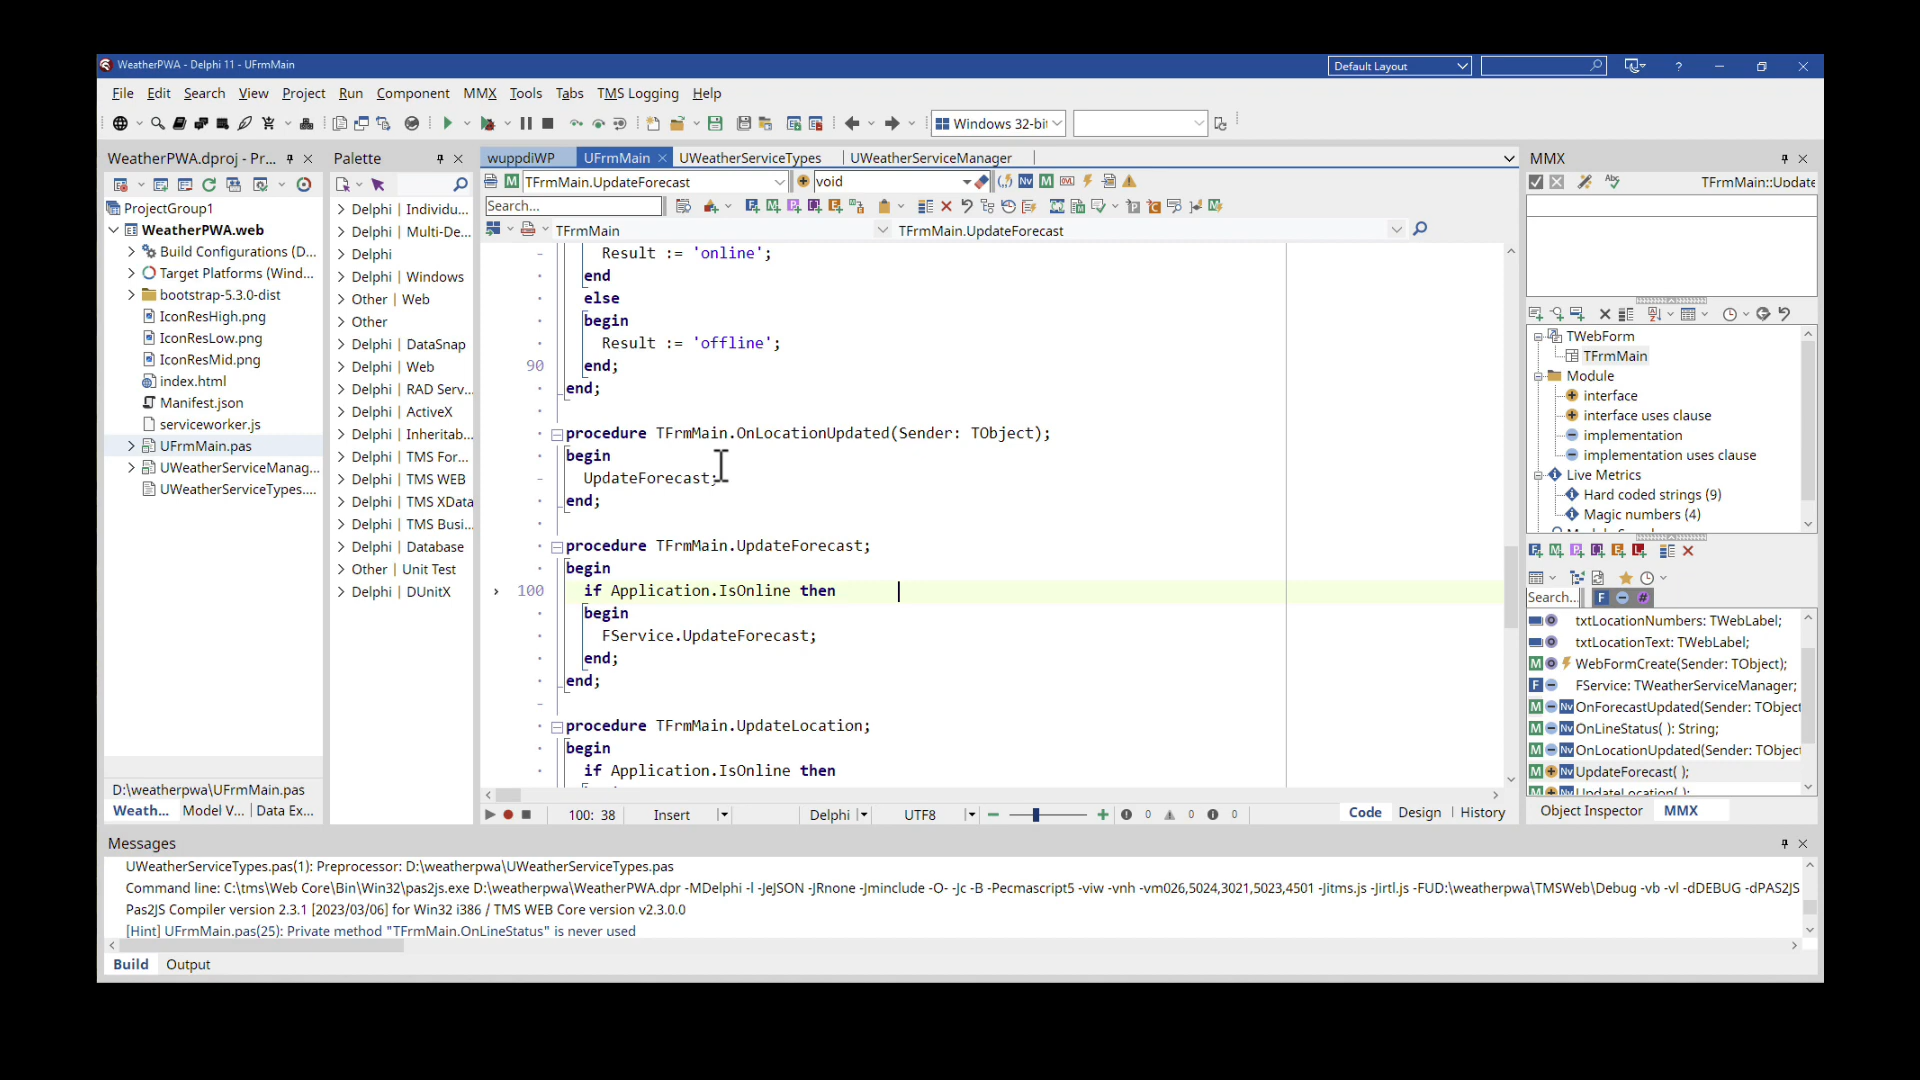 WeatherPWA - Delphi 11 - UFrmMain
Default Layout
File Edit Search View Project Run Component MMX Tools Tabs TMS Logging Help
Windows 32-bit
WeatherPWA.dproj - Pr...
ProjectGroup1
WeatherPWA.web
Build Configurations (D...
Target Platforms (Wind...
bootstrap-5.3.0-dist
IconResHigh.png
IconResLow.png
IconResMid.png
index.html
Manifest.json
serviceworker.js
UFrmMain.pas
UWeatherServiceManag...
UWeatherServiceTypes....
D:\weatherpwa\UFrmMain.pas
Weath... Model V... Data Ex...
Palette
Delphi | Individu...
Delphi | Multi-De...
Delphi
Delphi | Windows
Other | Web
Other
Delphi | DataSnap
Delphi | Web
Delphi | RAD Serv...
Delphi | ActiveX
Delphi | Inheritab...
Delphi | TMS For...
Delphi | TMS WEB
Delphi | TMS XData
Delphi | TMS Busi...
Delphi | Database
Other | Unit Test
Delphi | DUnitX
wuppdiWP UFrmMain UWeatherServiceTypes UWeatherServiceManager
TFrmMain.UpdateForecast void
Search...
TFrmMain TFrmMain.UpdateForecast
Result := 'online';
end
else
begin
Result := 'offline';
90 end;
end;
procedure TFrmMain.OnLocationUpdated(Sender: TObject);
begin
UpdateForecast;
end;
procedure TFrmMain.UpdateForecast;
begin
100 if Application.IsOnline then
begin
FService.UpdateForecast;
end;
end;
procedure TFrmMain.UpdateLocation;
begin
if Application.IsOnline then
100: 38 Insert Delphi UTF8 0 0 0 Code Design History
MMX
TFrmMain::Update
TWebForm
TFrmMain
Module
interface
interface uses clause
implementation
implementation uses clause
Live Metrics
Hard coded strings (9)
Magic numbers (4)
Search...
txtLocationNumbers: TWebLabel;
txtLocationText: TWebLabel;
WebFormCreate(Sender: TObject);
FService: TWeatherServiceManager;
OnForecastUpdated(Sender: TObject
OnLineStatus( ): String;
OnLocationUpdated(Sender: TObject
UpdateForecast( );
UpdateLocation( );
Object Inspector MMX
Messages
UWeatherServiceTypes.pas(1): Preprocessor: D:\weatherpwa\UWeatherServiceTypes.pas
Command line: C:\tms\Web Core\Bin\Win32\pas2js.exe D:\weatherpwa\WeatherPWA.dpr -MDelphi -l -JeJSON -JRnone -Jminclude -O- -Jc -B -Pecmascript5 -viw -vnh -vm026,5024,3021,5023,4501 -Jitms.js -Jirtl.js -FUD:\weatherpwa\TMSWeb\Debug -vb -vl -dDEBUG -dPAS2JS
Pas2JS Compiler version 2.3.1 [2023/03/06] for Win32 i386 / TMS WEB Core version v2.3.0.0
[Hint] UFrmMain.pas(25): Private method "TFrmMain.OnLineStatus" is never used
Build Output